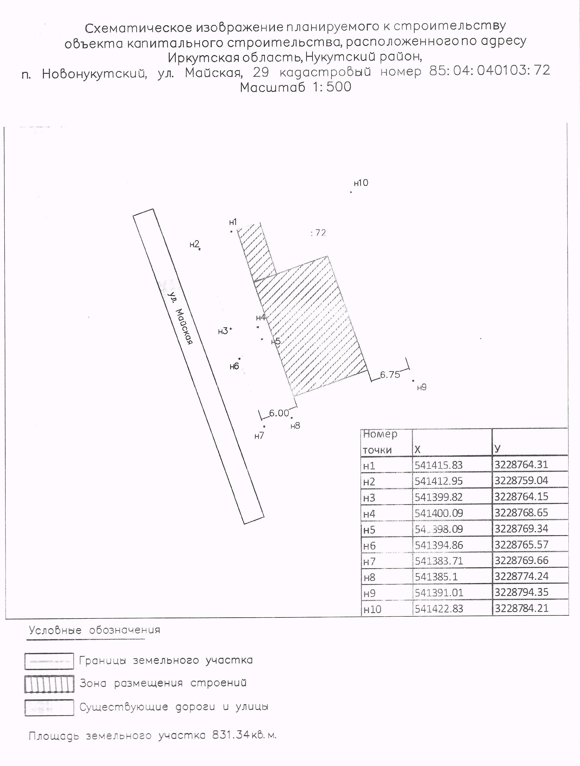 Схематическое изображение планируемого к строительству
объекта капитального строительства, расположенного по адресу
Иркутская область, Нукутский район,
п. Новонукутский, ул. Майская, 29 кадастровый номер 85:04:040103:72
Масштаб 1:500
н10
н1
:72
н2
ул. Майская
н4
н3
н5
н6
6.75
н9
6.00
н7
н8
Номер точки X У
н1 541415.83 3228764.31
н2 541412.95 3228759.04
н3 541399.82 3228764.15
н4 541400.09 3228768.65
н5 541398.09 3228769.34
н6 541394.86 3228765.57
н7 541383.71 3228769.66
н8 541385.1 3228774.24
н9 541391.01 3228794.35
н10 541422.83 3228784.21
Условные обозначения
Границы земельного участка
Зона размещения строений
Существующие дороги и улицы
Площадь земельного участка 831.34кв.м.